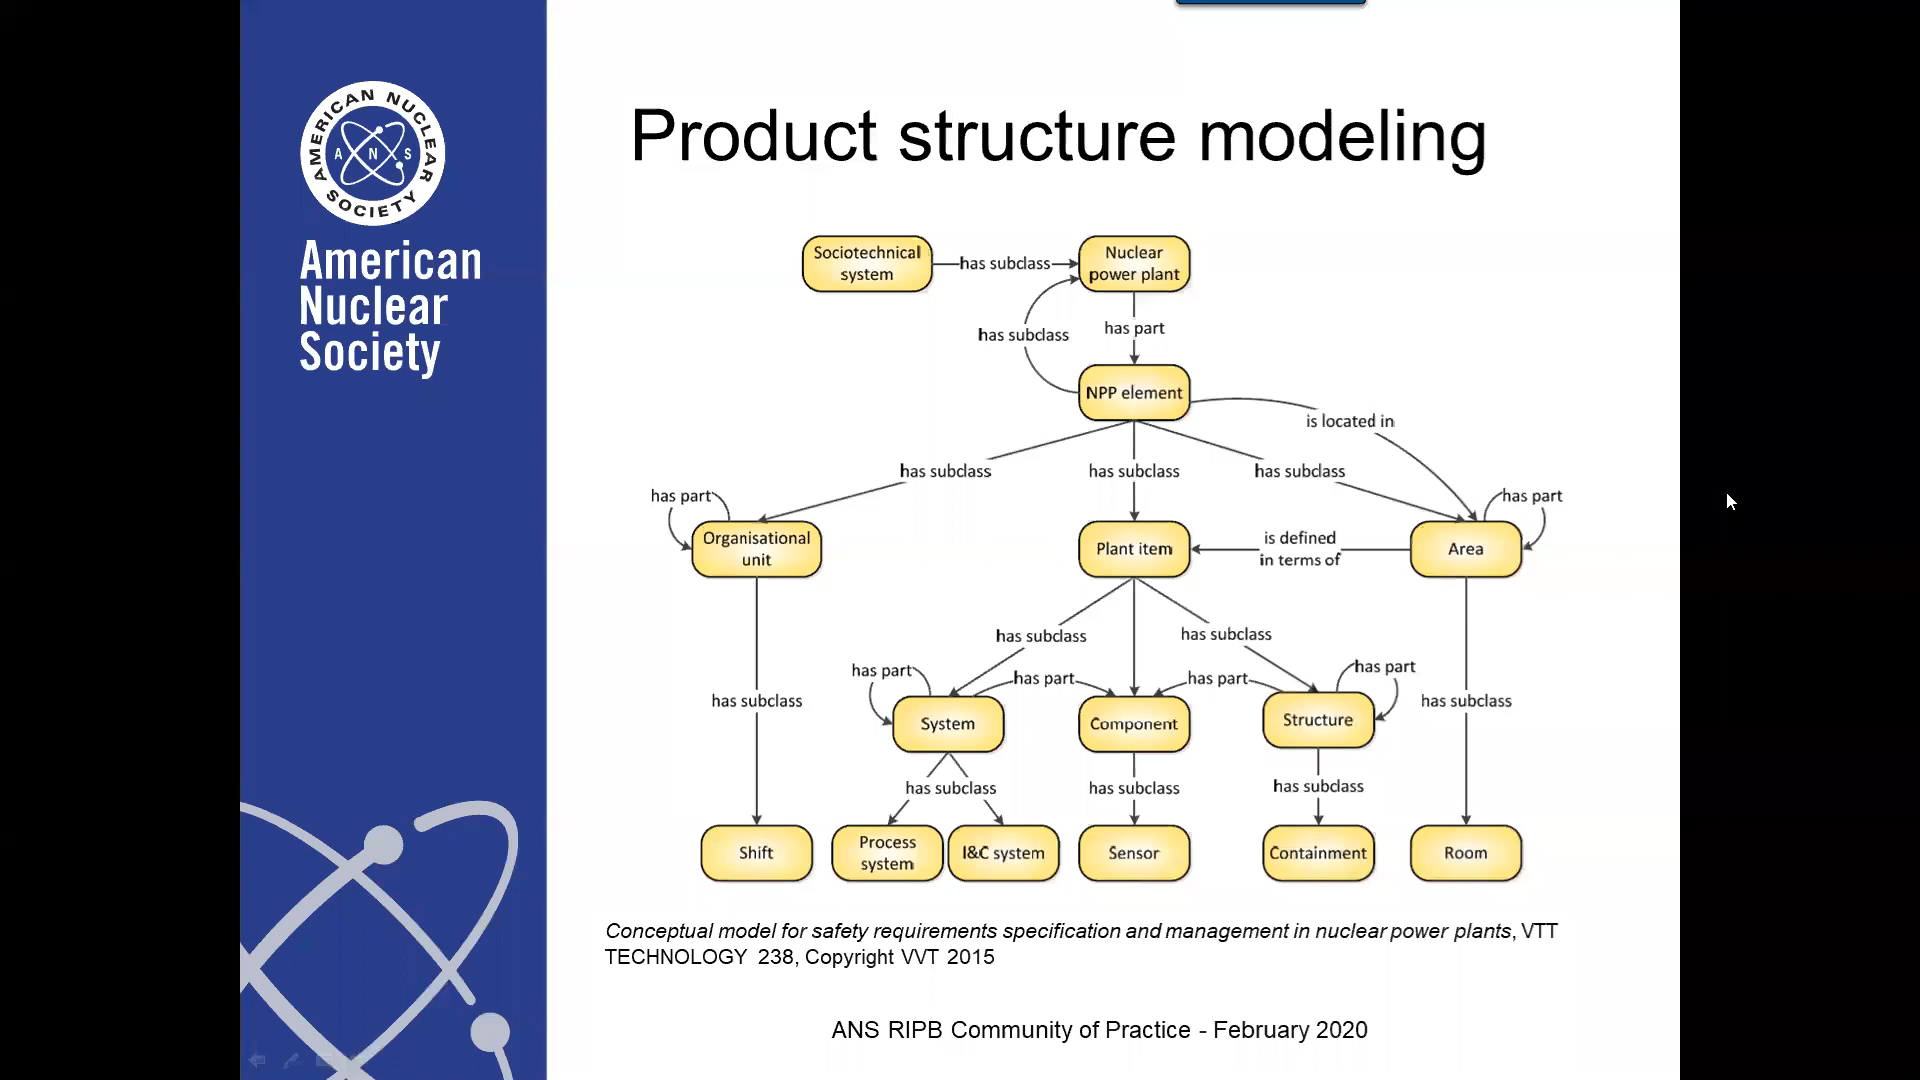 AMERICAN NUCLEAR SOCIETY
A N S
American
Nuclear
Society
Product structure modeling
Sociotechnical
system
has subclass
Nuclear
power plant
has subclass
has part
NPP element
is located in
has subclass
has subclass
has subclass
has part
has part
Organisational
unit
Plant item
is defined
in terms of
Area
has subclass
has subclass
has part
has part
has part
has part
has subclass
has subclass
System
Component
Structure
has subclass
has subclass
has subclass
Shift
Process
system
I&C system
Sensor
Containment
Room
Conceptual model for safety requirements specification and management in nuclear power plants, VTT
TECHNOLOGY 238, Copyright VVT 2015
ANS RIPB Community of Practice - February 2020